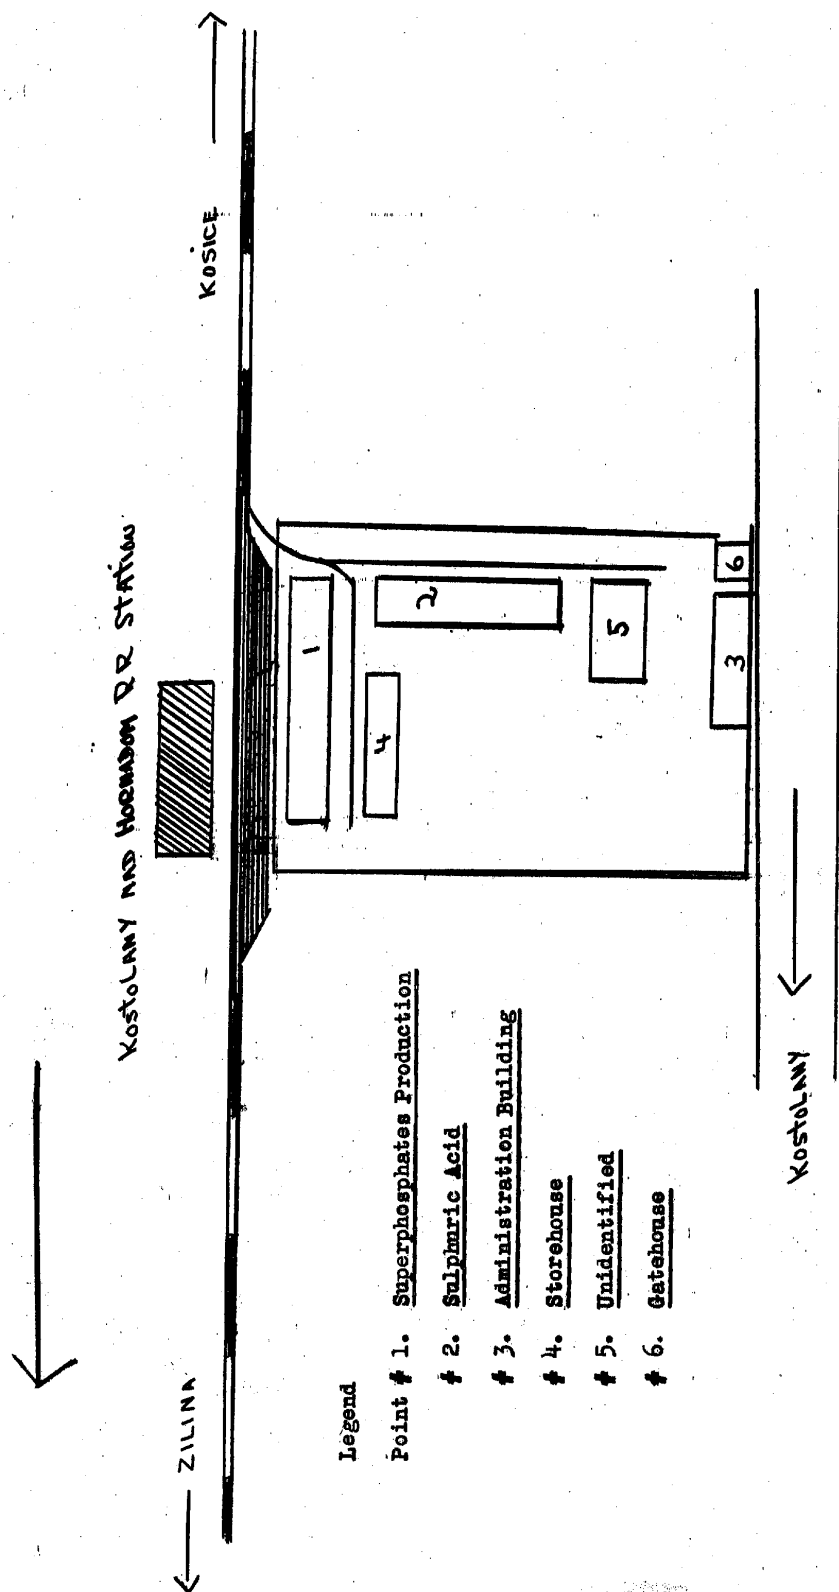 KOSTOLANY AND HORNADOM RR STATION
← ZILINA
KOSICE →
1
2
3
4
5
6
KOSTOLANY
Legend
Point # 1. Superphosphates Production
# 2. Sulphuric Acid
# 3. Administration Building
# 4. Storehouse
# 5. Unidentified
# 6. Gatehouse